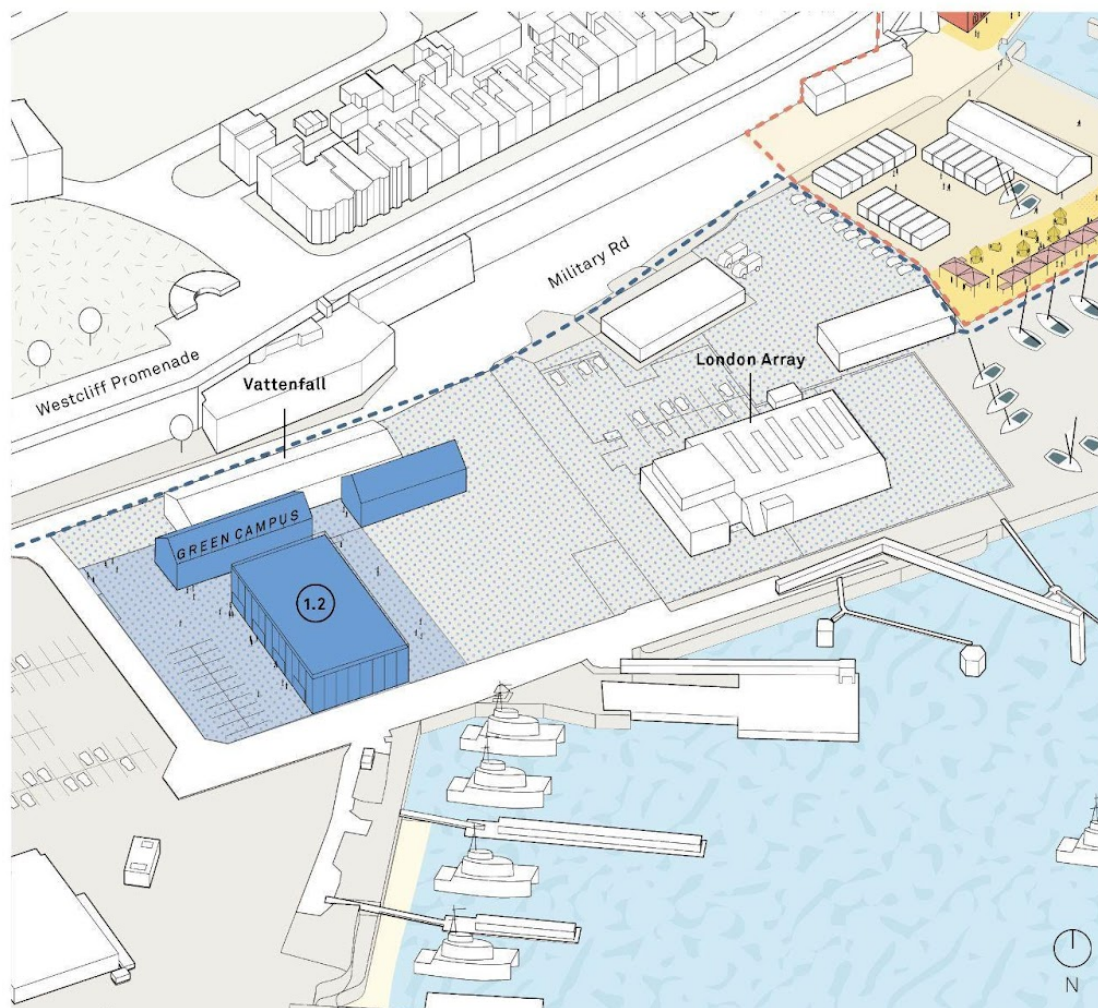 Military Rd
London Array
Westcliff Promenade
Vattenfall
GREEN CAMPUS
1.2
N